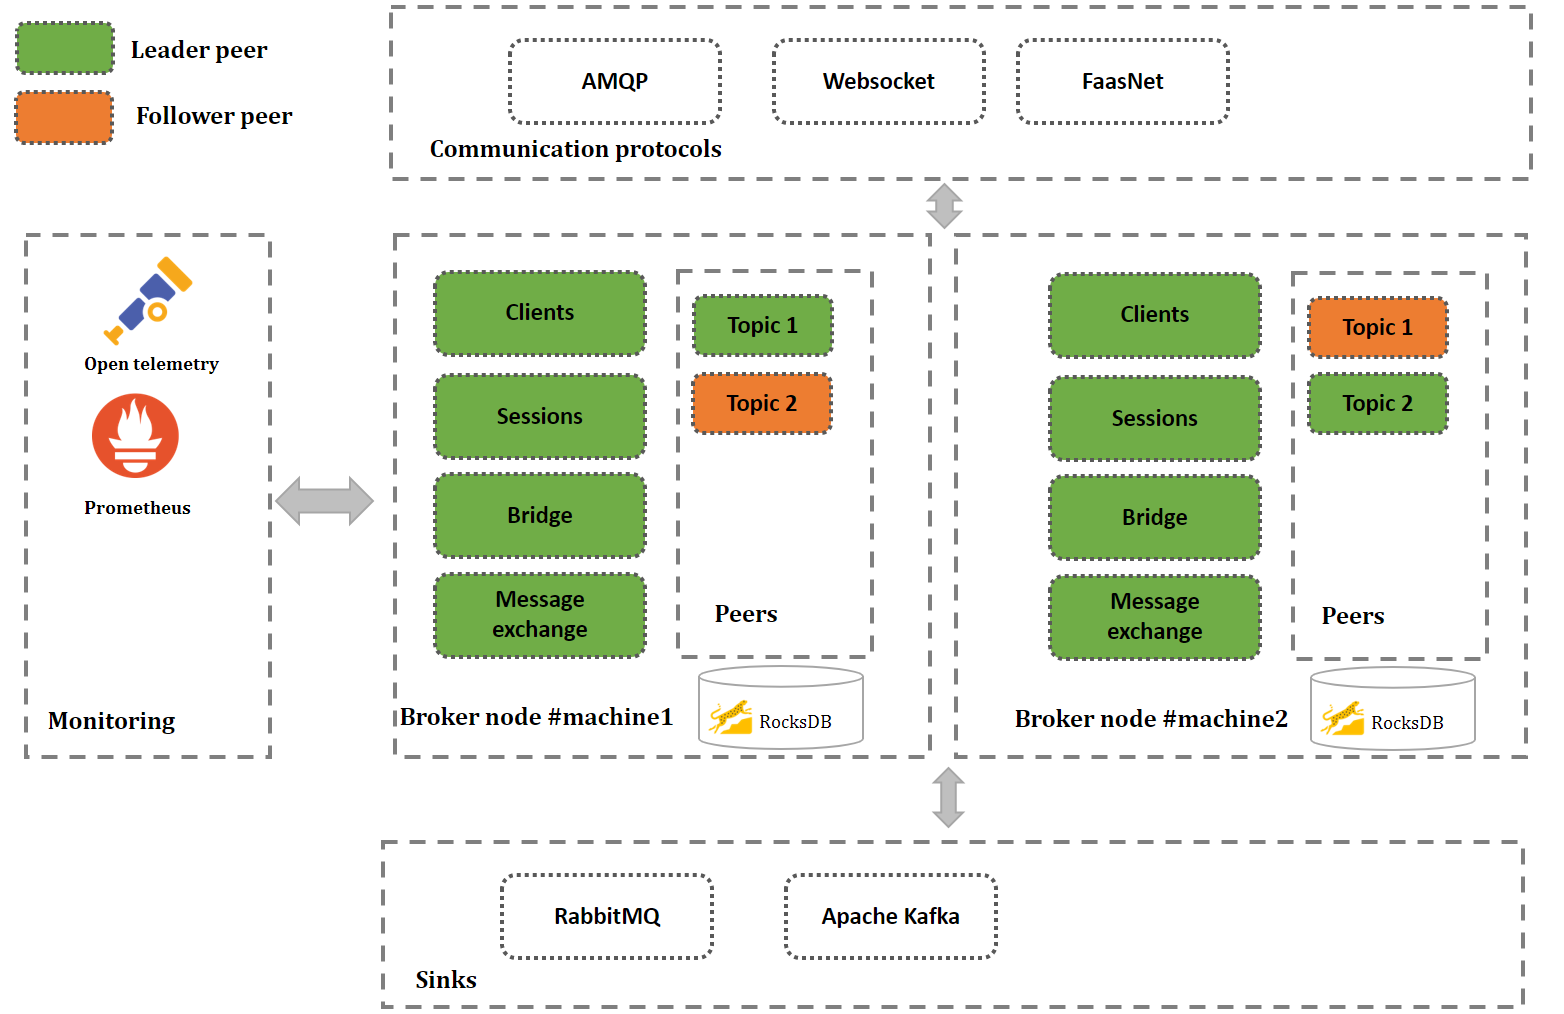 Leader peer
Follower peer
AMQP
Websocket
FaasNet
Communication protocols
Open telemetry
Prometheus
Monitoring
Clients
Sessions
Bridge
Message
exchange
Topic 1
Topic 2
Peers
Broker node #machine1
RocksDB
Clients
Sessions
Bridge
Message
exchange
Topic 1
Topic 2
Peers
Broker node #machine2
RocksDB
RabbitMQ
Apache Kafka
Sinks